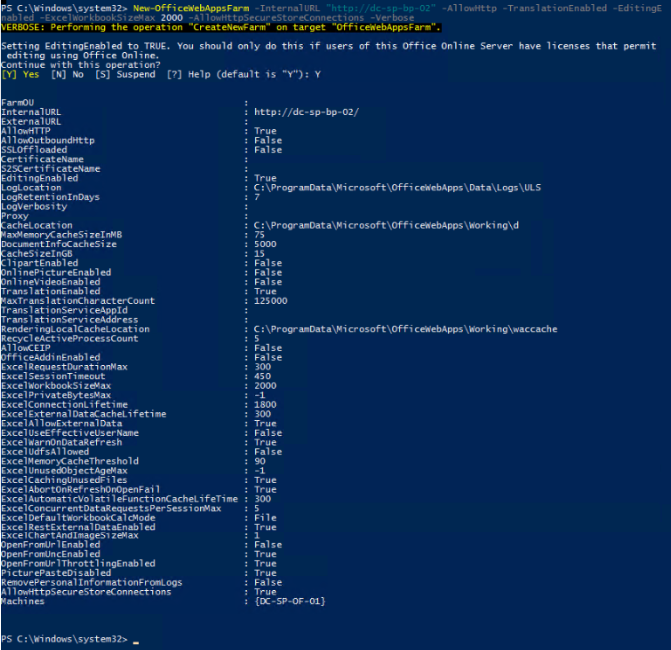 PS C:\Windows\system32> New-OfficeWebAppsFarm -InternalURL "http://dc-sp-bp-02" -AllowHttp -TranslationEnabled -EditingE
nabled -ExcelWorkbookSizeMax 2000 -AllowHttpSecureStoreConnections -Verbose
VERBOSE: Performing the operation "CreateNewFarm" on target "OfficeWebAppsFarm".
Setting EditingEnabled to TRUE. You should only do this if users of this Office Online Server have licenses that permit
 editing using Office Online.
Continue with this operation?
[Y] Yes  [N] No  [S] Suspend  [?] Help (default is "Y"): Y
FarmOU :
InternalURL : http://dc-sp-bp-02/
ExternalURL :
AllowHTTP : True
AllowOutboundHttp : False
SSLOffloaded : False
CertificateName :
S2SCertificateName :
EditingEnabled : True
LogLocation : C:\ProgramData\Microsoft\OfficeWebApps\Data\Logs\ULS
LogRetentionInDays : 7
LogVerbosity :
Proxy :
CacheLocation : C:\ProgramData\Microsoft\OfficeWebApps\Working\d
MaxMemoryCacheSizeInMB : 75
DocumentInfoCacheSize : 5000
CacheSizeInGB : 15
ClipartEnabled : False
OnlinePictureEnabled : False
OnlineVideoEnabled : False
TranslationEnabled : True
MaxTranslationCharacterCount : 125000
TranslationServiceAppId :
TranslationServiceAddress :
RenderingLocalCacheLocation : C:\ProgramData\Microsoft\OfficeWebApps\Working\waccache
RecycleActiveProcessCount : 5
AllowCEIP : False
OfficeAddinEnabled : False
ExcelRequestDurationMax : 300
ExcelSessionTimeout : 450
ExcelWorkbookSizeMax : 2000
ExcelPrivateBytesMax : -1
ExcelConnectionLifetime : 1800
ExcelExternalDataCacheLifetime : 300
ExcelAllowExternalData : True
ExcelUseEffectiveUserName : False
ExcelWarnOnDataRefresh : True
ExcelUdfsAllowed : False
ExcelMemoryCacheThreshold : 90
ExcelUnusedObjectAgeMax : -1
ExcelCachingUnusedFiles : True
ExcelAbortOnRefreshOnOpenFail : True
ExcelAutomaticVolatileFunctionCacheLifeTime : 300
ExcelConcurrentDataRequestsPerSessionMax : 5
ExcelDefaultWorkbookCalcMode : File
ExcelRestExternalDataEnabled : True
ExcelChartAndImageSizeMax : 1
OpenFromUrlEnabled : False
OpenFromUncEnabled : True
OpenFromUrlThrottlingEnabled : True
PicturePasteDisabled : True
RemovePersonalInformationFromLogs : False
AllowHttpSecureStoreConnections : True
Machines : {DC-SP-OF-01}
PS C:\Windows\system32> _